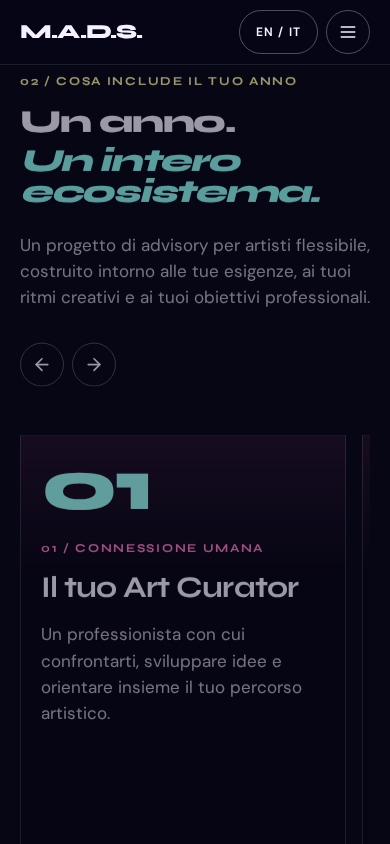 M.A.D.S.
EN / IT
02 / COSA INCLUDE IL TUO ANNO
Un anno.
Un intero
ecosistema.
Un progetto di advisory per artisti flessibile,
costruito intorno alle tue esigenze, ai tuoi
ritmi creativi e ai tuoi obiettivi professionali.
01
01 / CONNESSIONE UMANA
Il tuo Art Curator
Un professionista con cui
confrontarti, sviluppare idee e
orientare insieme il tuo percorso
artistico.